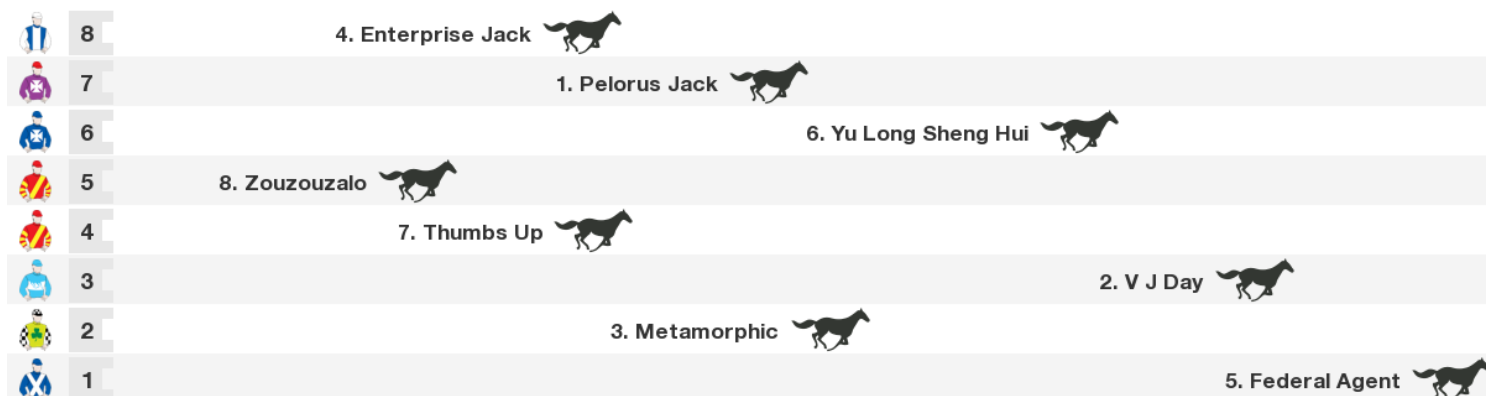 8 4. Enterprise Jack
7 1. Pelorus Jack
6 6. Yu Long Sheng Hui
5 8. Zouzouzalo
4 7. Thumbs Up
3 2. V J Day
2 3. Metamorphic
1 5. Federal Agent